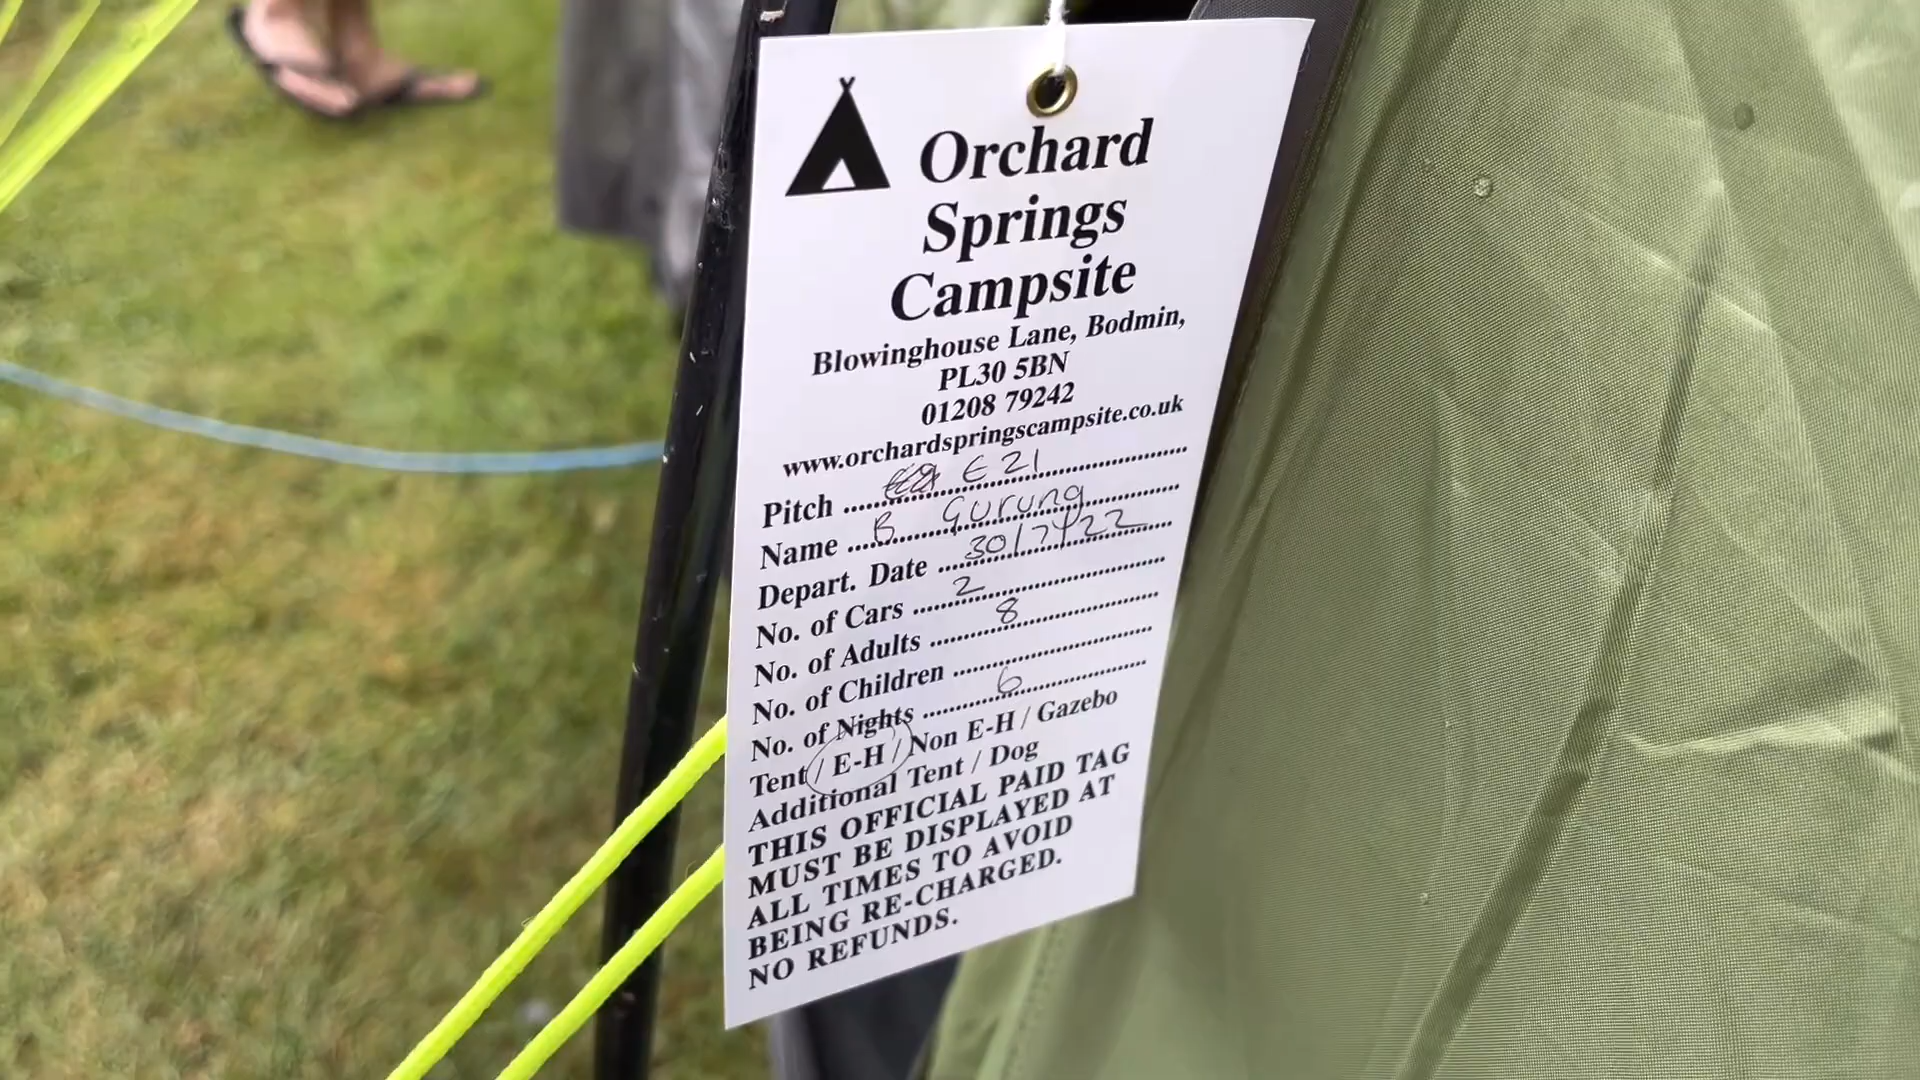 Orchard
Springs
Campsite
Blowinghouse Lane, Bodmin,
PL30 5BN
01208 79242
www.orchardspringscampsite.co.uk
Pitch ........ E21
Name ........ B Gurung
Depart. Date ........ 30/7/22
No. of Cars ........ 2
No. of Adults ........ 8
No. of Children ........
No. of Nights ........ 6
Tent / E-H / Non E-H / Gazebo
Additional Tent / Dog
THIS OFFICIAL PAID TAG
MUST BE DISPLAYED AT
ALL TIMES TO AVOID
BEING RE-CHARGED.
NO REFUNDS.